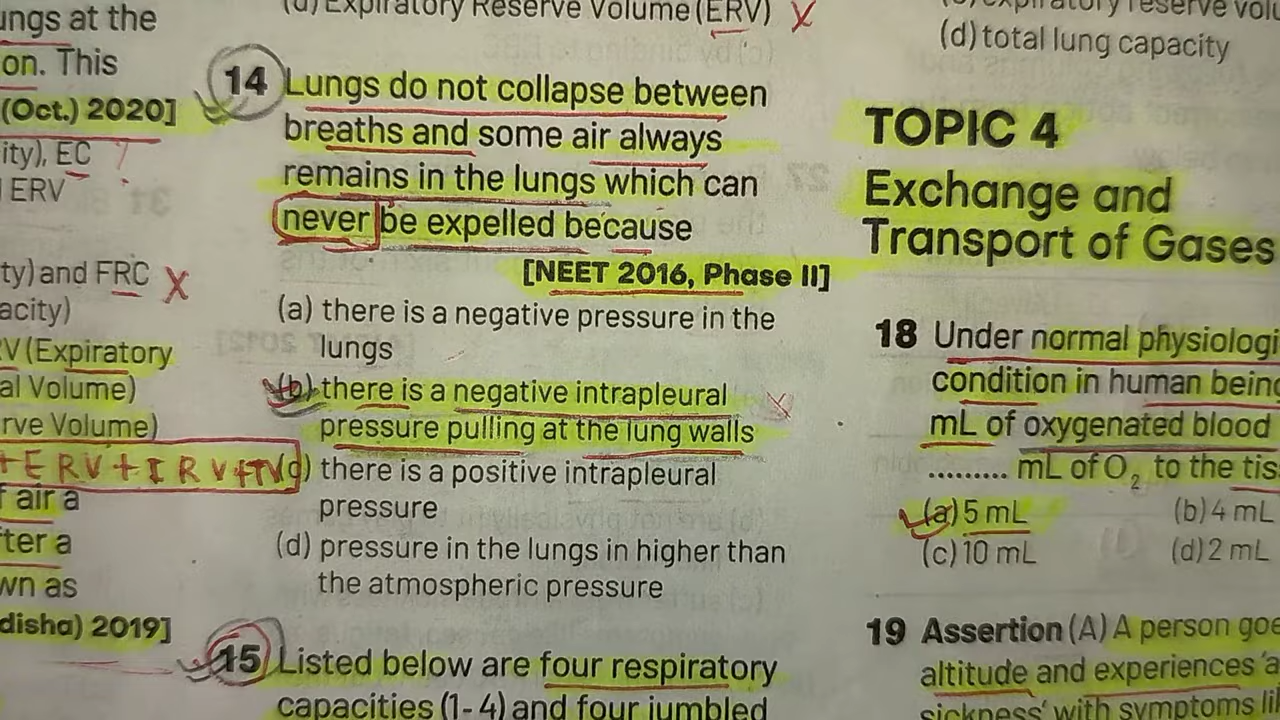 ungs at the
on. This
(Oct.) 2020]
ity), EC
ERV
ty) and FRC X
acity)
V (Expiratory
al Volume)
rve Volume)
+ERV+IRV+TV
f air a
ter a
wn as
disha) 2019]
(d) Expiratory Reserve Volume (ERV) X
14 Lungs do not collapse between
breaths and some air always
remains in the lungs which can
never be expelled because
[NEET 2016, Phase II]
(a) there is a negative pressure in the
lungs
(b) there is a negative intrapleural
pressure pulling at the lung walls
(c) there is a positive intrapleural
pressure
(d) pressure in the lungs in higher than
the atmospheric pressure
15 Listed below are four respiratory
capacities (1-4) and four jumbled
(c) expiratory reserve volu
(d) total lung capacity
TOPIC 4
Exchange and
Transport of Gases
18 Under normal physiologi
condition in human being
mL of oxygenated blood
......... mL of O₂ to the tis
(a) 5 mL (b) 4 mL
(c) 10 mL (d) 2 mL
19 Assertion (A) A person goe
altitude and experiences 'a
sickness' with symptoms li